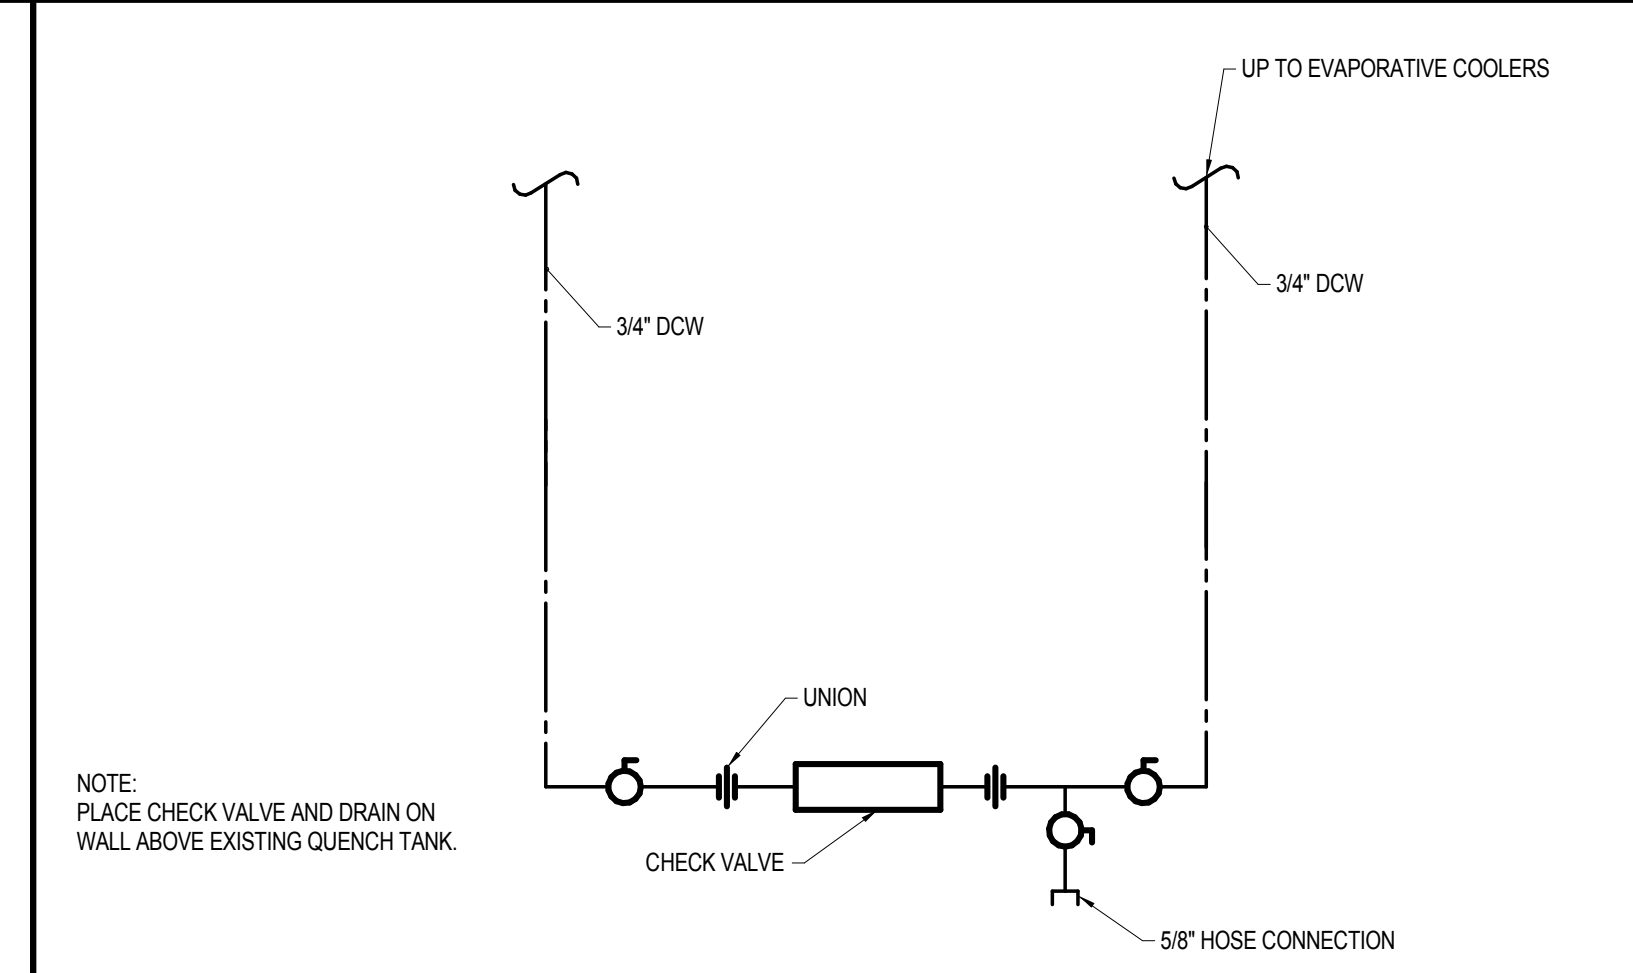 UP TO EVAPORATIVE COOLERS
3/4" DCW
3/4" DCW
UNION
NOTE:
PLACE CHECK VALVE AND DRAIN ON
WALL ABOVE EXISTING QUENCH TANK.
CHECK VALVE
5/8" HOSE CONNECTION